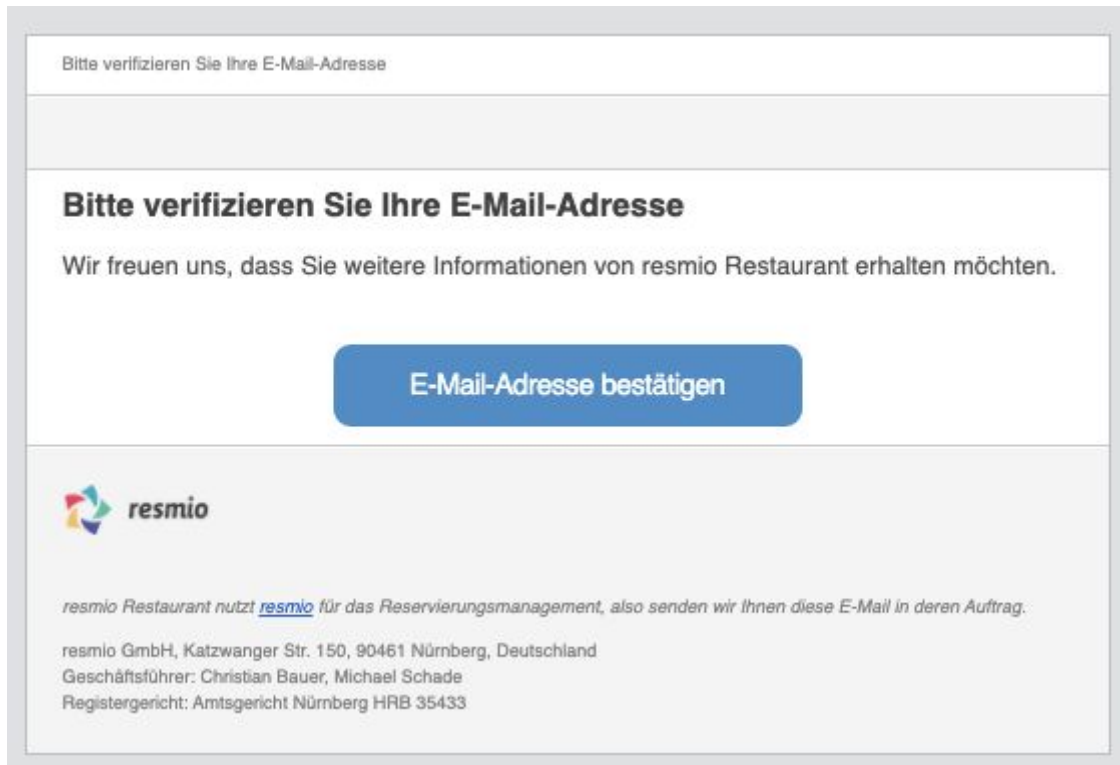 Bitte verifizieren Sie Ihre E-Mail-Adresse
Bitte verifizieren Sie Ihre E-Mail-Adresse
Wir freuen uns, dass Sie weitere Informationen von resmio Restaurant erhalten möchten.
E-Mail-Adresse bestätigen
resmio
resmio Restaurant nutzt resmio für das Reservierungsmanagement, also senden wir Ihnen diese E-Mail in deren Auftrag.
resmio GmbH, Katzwanger Str. 150, 90461 Nürnberg, Deutschland
Geschäftsführer: Christian Bauer, Michael Schade
Registergericht: Amtsgericht Nürnberg HRB 35433